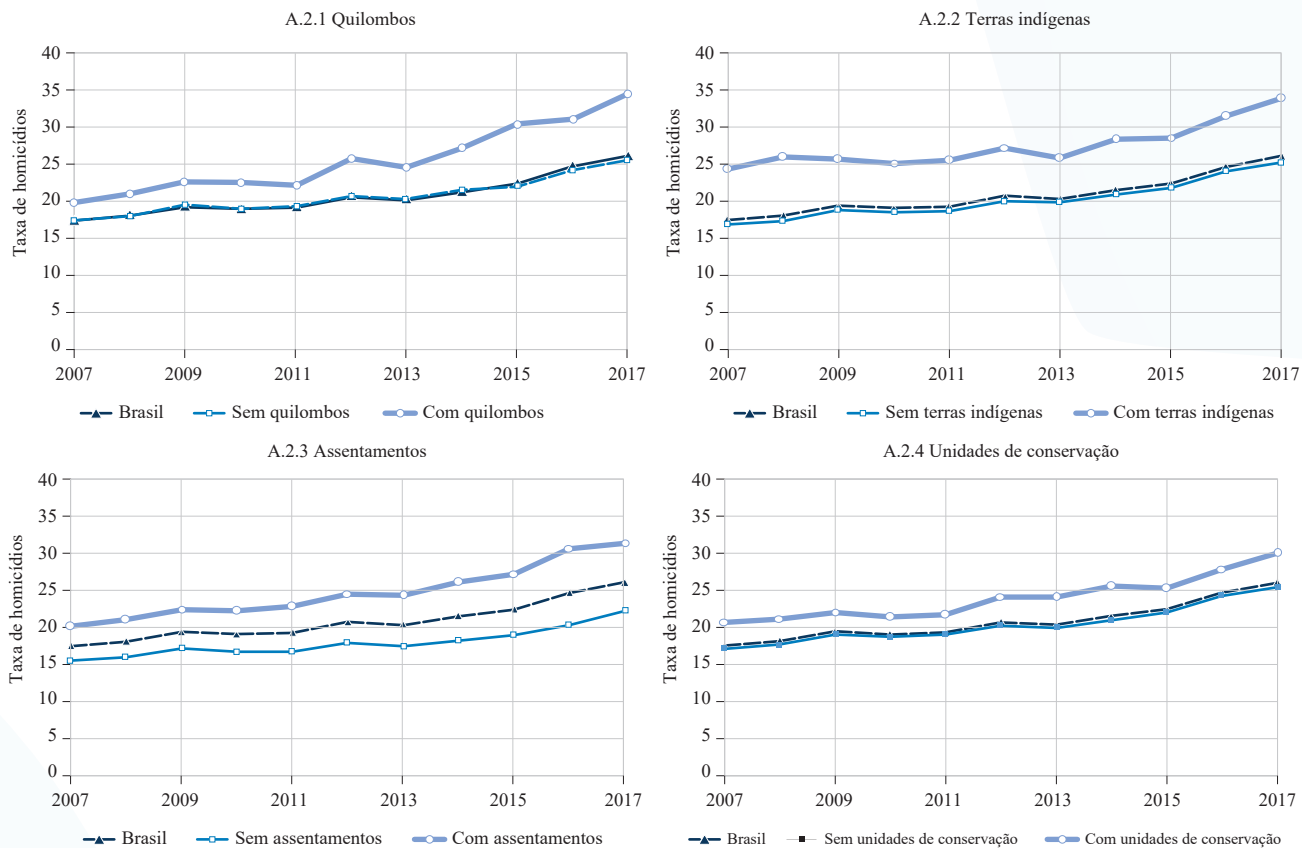 A.2.1 Quilombos
Taxa de homicídios
40
35
30
25
20
15
10
5
0
2007 2009 2011 2013 2015 2017
Brasil Sem quilombos Com quilombos
A.2.2 Terras indígenas
Taxa de homicídios
40
35
30
25
20
15
10
5
0
2007 2009 2011 2013 2015 2017
Brasil Sem terras indígenas Com terras indígenas
A.2.3 Assentamentos
Taxa de homicídios
40
35
30
25
20
15
10
5
0
2007 2009 2011 2013 2015 2017
Brasil Sem assentamentos Com assentamentos
A.2.4 Unidades de conservação
Taxa de homicídios
40
35
30
25
20
15
10
5
0
2007 2009 2011 2013 2015 2017
Brasil Sem unidades de conservação Com unidades de conservação